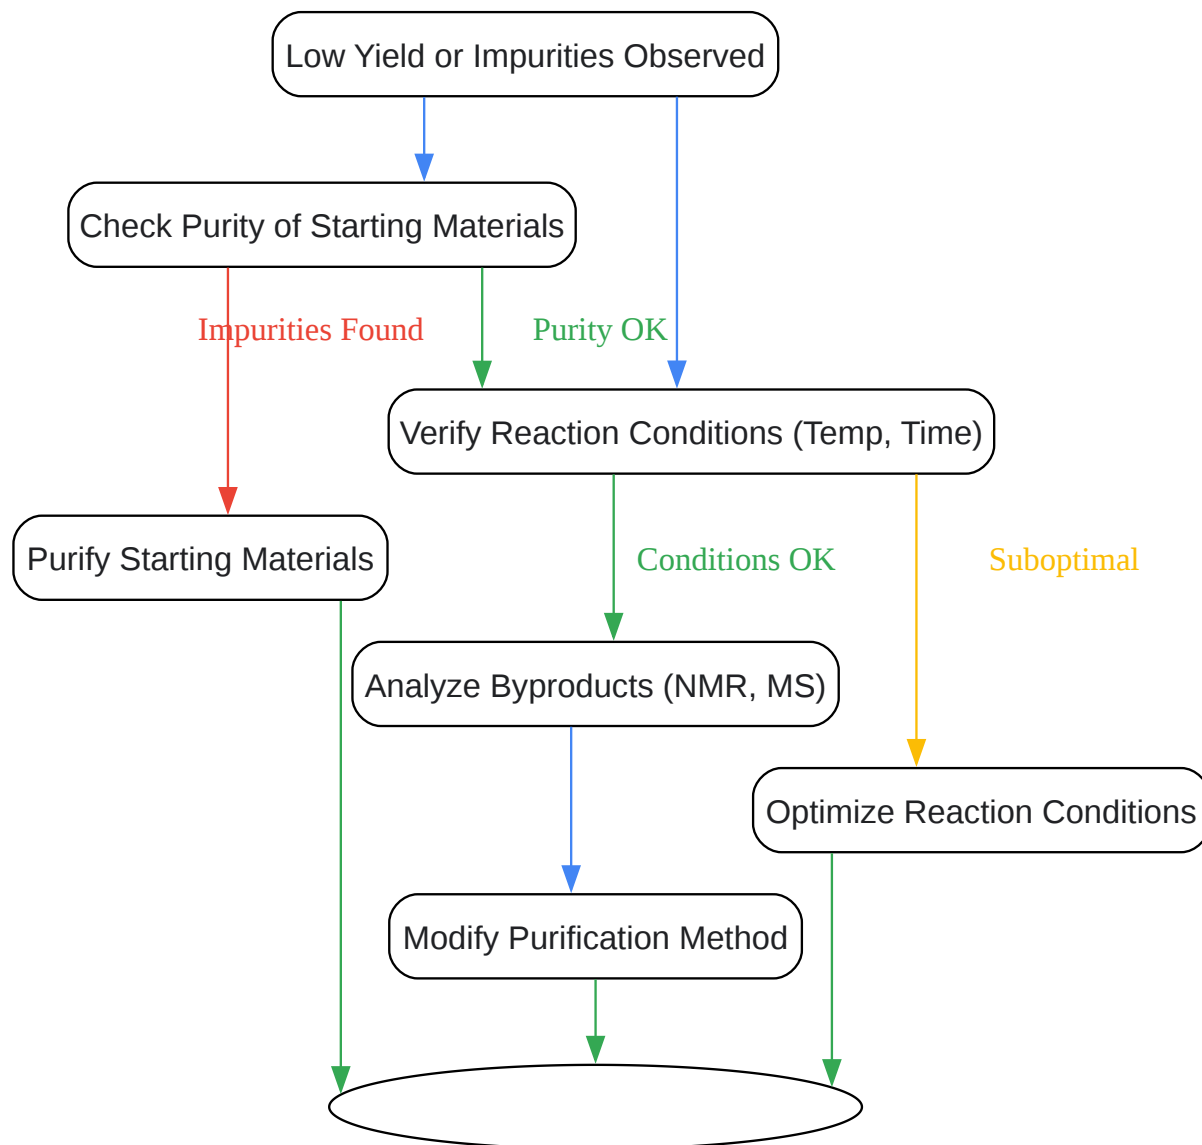 Low Yield or Impurities Observed
Check Purity of Starting Materials
Impurities Found
Purity OK
Verify Reaction Conditions (Temp, Time)
Purify Starting Materials
Conditions OK
Suboptimal
Analyze Byproducts (NMR, MS)
Optimize Reaction Conditions
Modify Purification Method